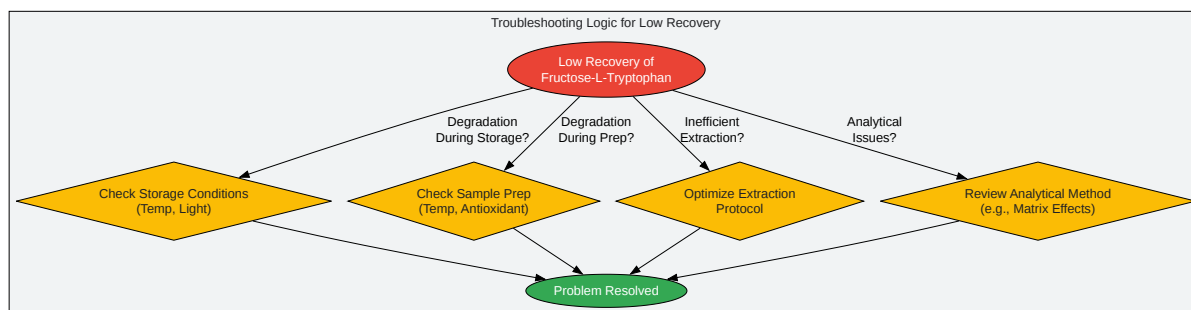 Troubleshooting Logic for Low Recovery
Low Recovery of
Fructose-L-Tryptophan
Degradation
During Storage?
Degradation
During Prep?
Inefficient
Extraction?
Analytical
Issues?
Check Storage Conditions
(Temp, Light)
Check Sample Prep
(Temp, Antioxidant)
Optimize Extraction
Protocol
Review Analytical Method
(e.g., Matrix Effects)
Problem Resolved